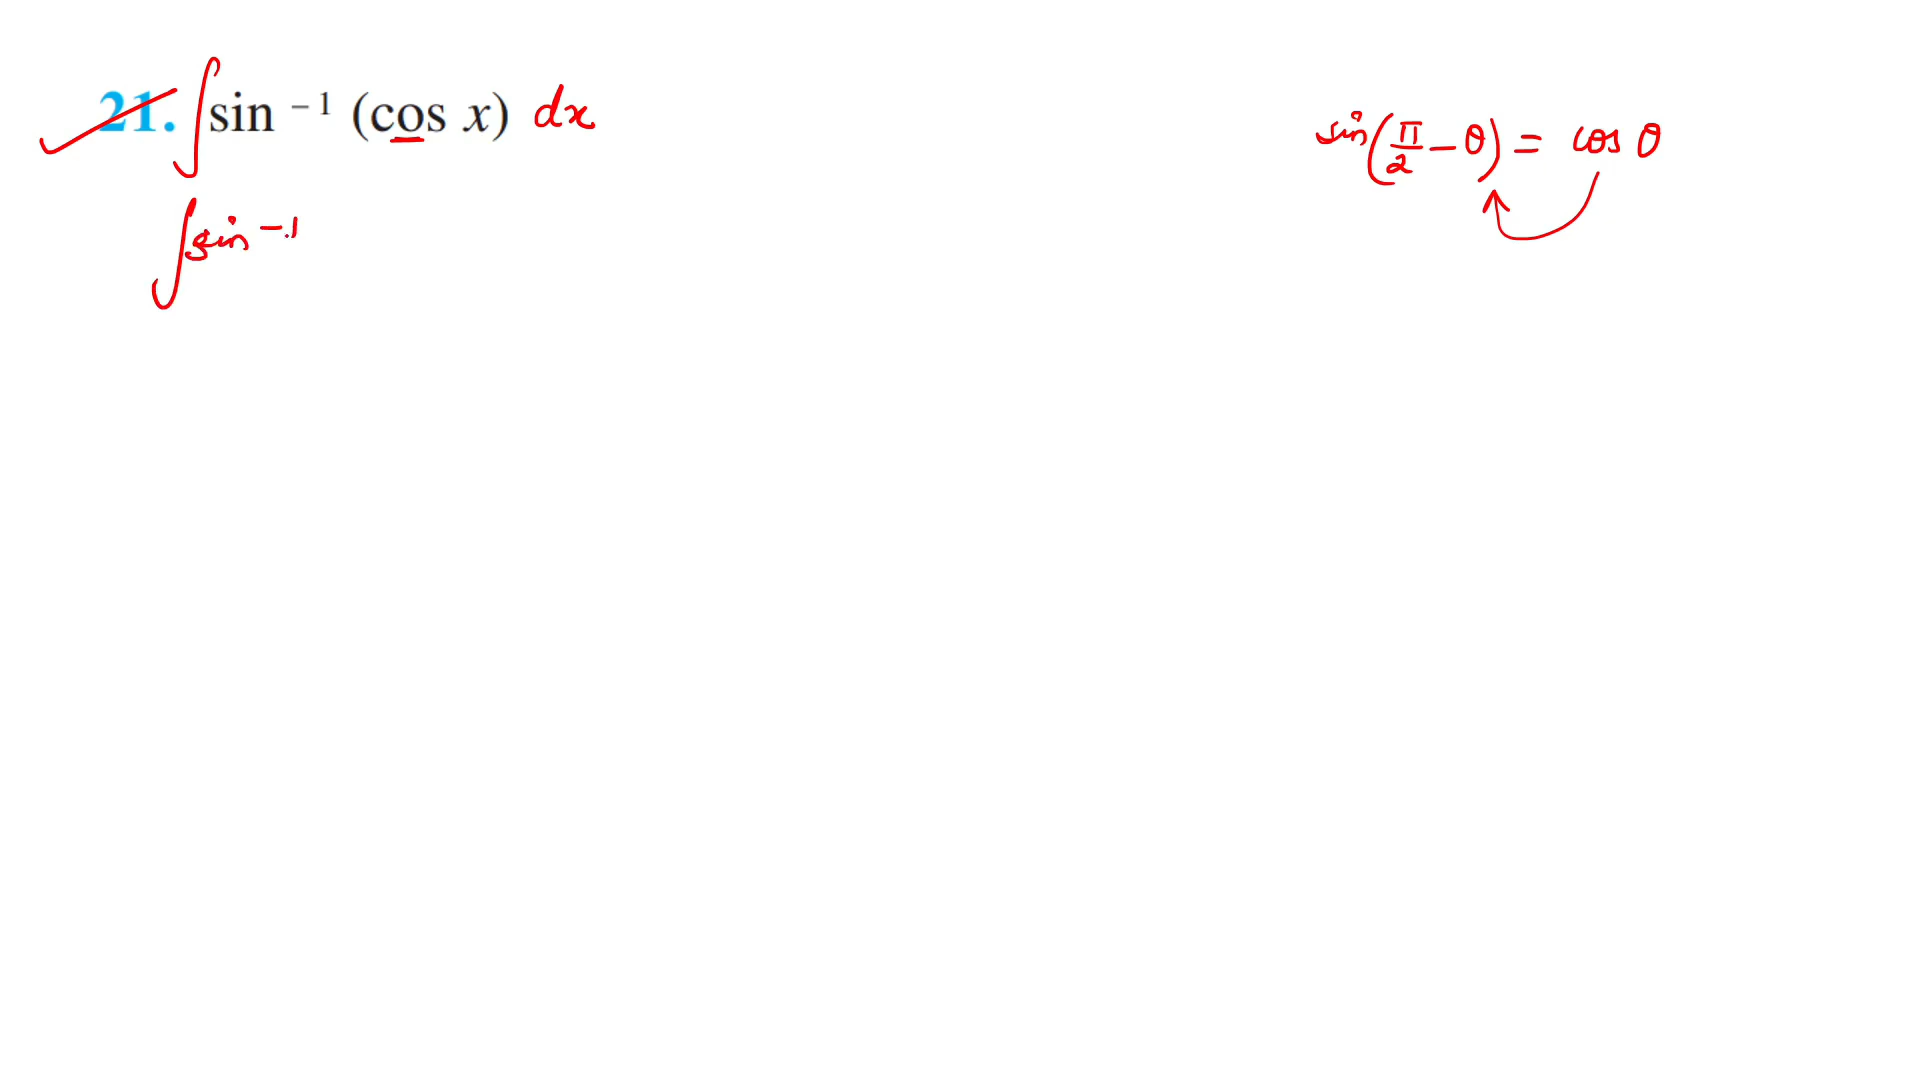 21. ∫ sin⁻¹ (cos x) dx
sin(π/2 − θ) = cos θ
∫ sin⁻¹